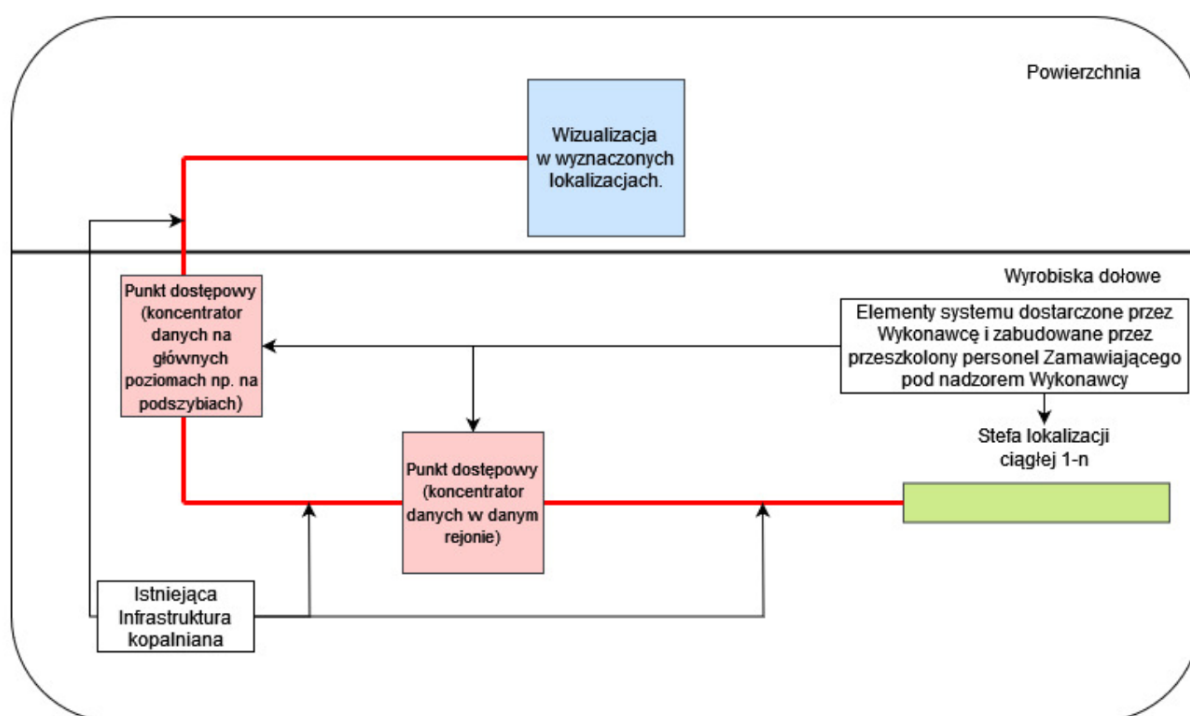 Powierzchnia
Wizualizacja
w wyznaczonych
lokalizacjach.
Wyrobiska dołowe
Punkt dostępowy
(koncentrator
danych na
głównych
poziomach np. na
podszybiach)
Elementy systemu dostarczone przez
Wykonawcę i zabudowane przez
przeszkolony personel Zamawiającego
pod nadzorem Wykonawcy
Stefa lokalizacji
ciągłej 1-n
Punkt dostępowy
(koncentrator
danych w danym
rejonie)
Istniejąca
Infrastruktura
kopalniana